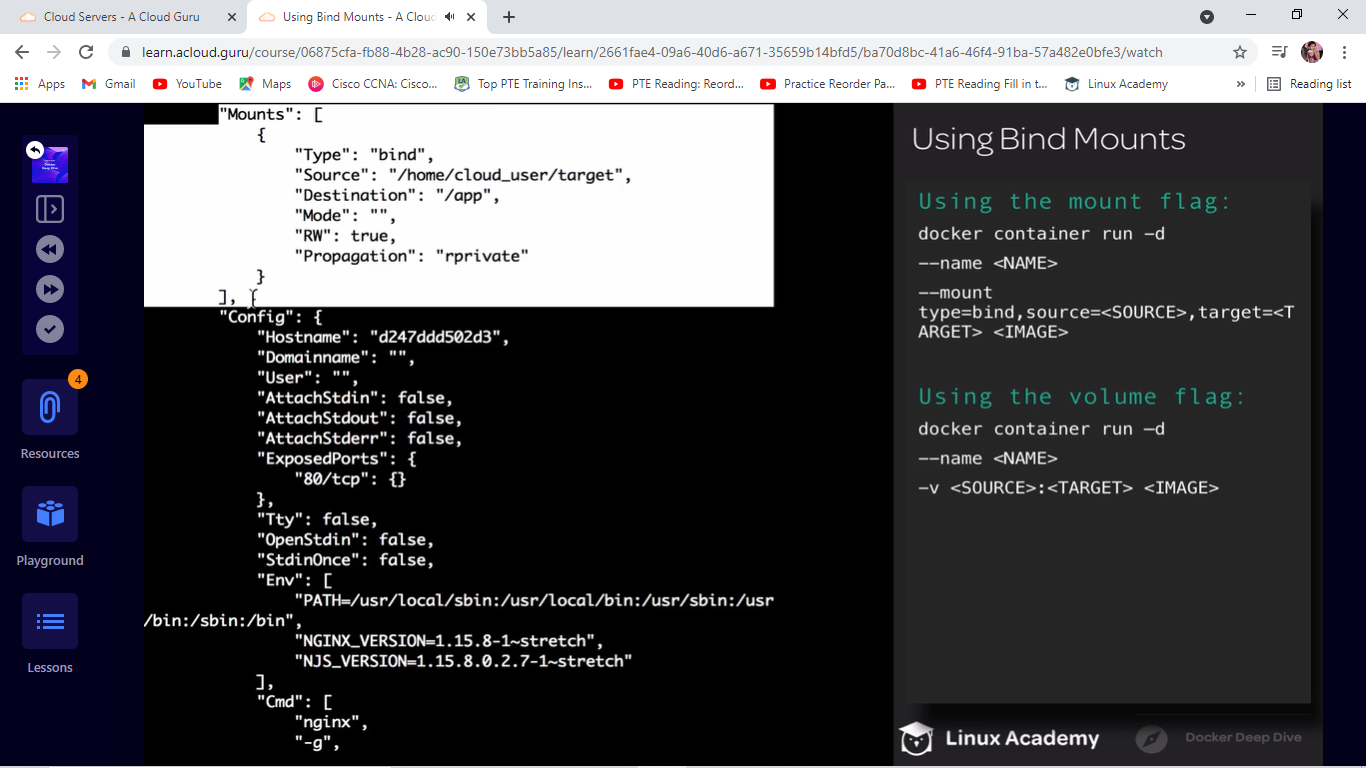 Cloud Servers - A Cloud Guru
Using Bind Mounts - A Clou
learn.acloud.guru/course/06875cfa-fb88-4b28-ac90-150e73bb5a85/learn/2661fae4-09a6-40d6-a671-35659b14bfd5/ba70d8bc-41a6-46f4-91ba-57a482e0bfe3/watch
Apps Gmail YouTube Maps Cisco CCNA: Cisco... Top PTE Training Ins... PTE Reading: Reord... Practice Reorder Pa... PTE Reading Fill in t... Linux Academy » Reading list
4
Resources
Playground
Lessons
"Mounts": [
{
"Type": "bind",
"Source": "/home/cloud_user/target",
"Destination": "/app",
"Mode": "",
"RW": true,
"Propagation": "rprivate"
}
],
"Config": {
"Hostname": "d247ddd502d3",
"Domainname": "",
"User": "",
"AttachStdin": false,
"AttachStdout": false,
"AttachStderr": false,
"ExposedPorts": {
"80/tcp": {}
},
"Tty": false,
"OpenStdin": false,
"StdinOnce": false,
"Env": [
"PATH=/usr/local/sbin:/usr/local/bin:/usr/sbin:/usr
/bin:/sbin:/bin",
"NGINX_VERSION=1.15.8-1~stretch",
"NJS_VERSION=1.15.8.0.2.7-1~stretch"
],
"Cmd": [
"nginx",
"-g",
Using Bind Mounts
Using the mount flag:
docker container run -d
--name <NAME>
--mount
type=bind,source=<SOURCE>,target=<T
ARGET> <IMAGE>
Using the volume flag:
docker container run -d
--name <NAME>
-v <SOURCE>:<TARGET> <IMAGE>
Linux Academy
Docker Deep Dive